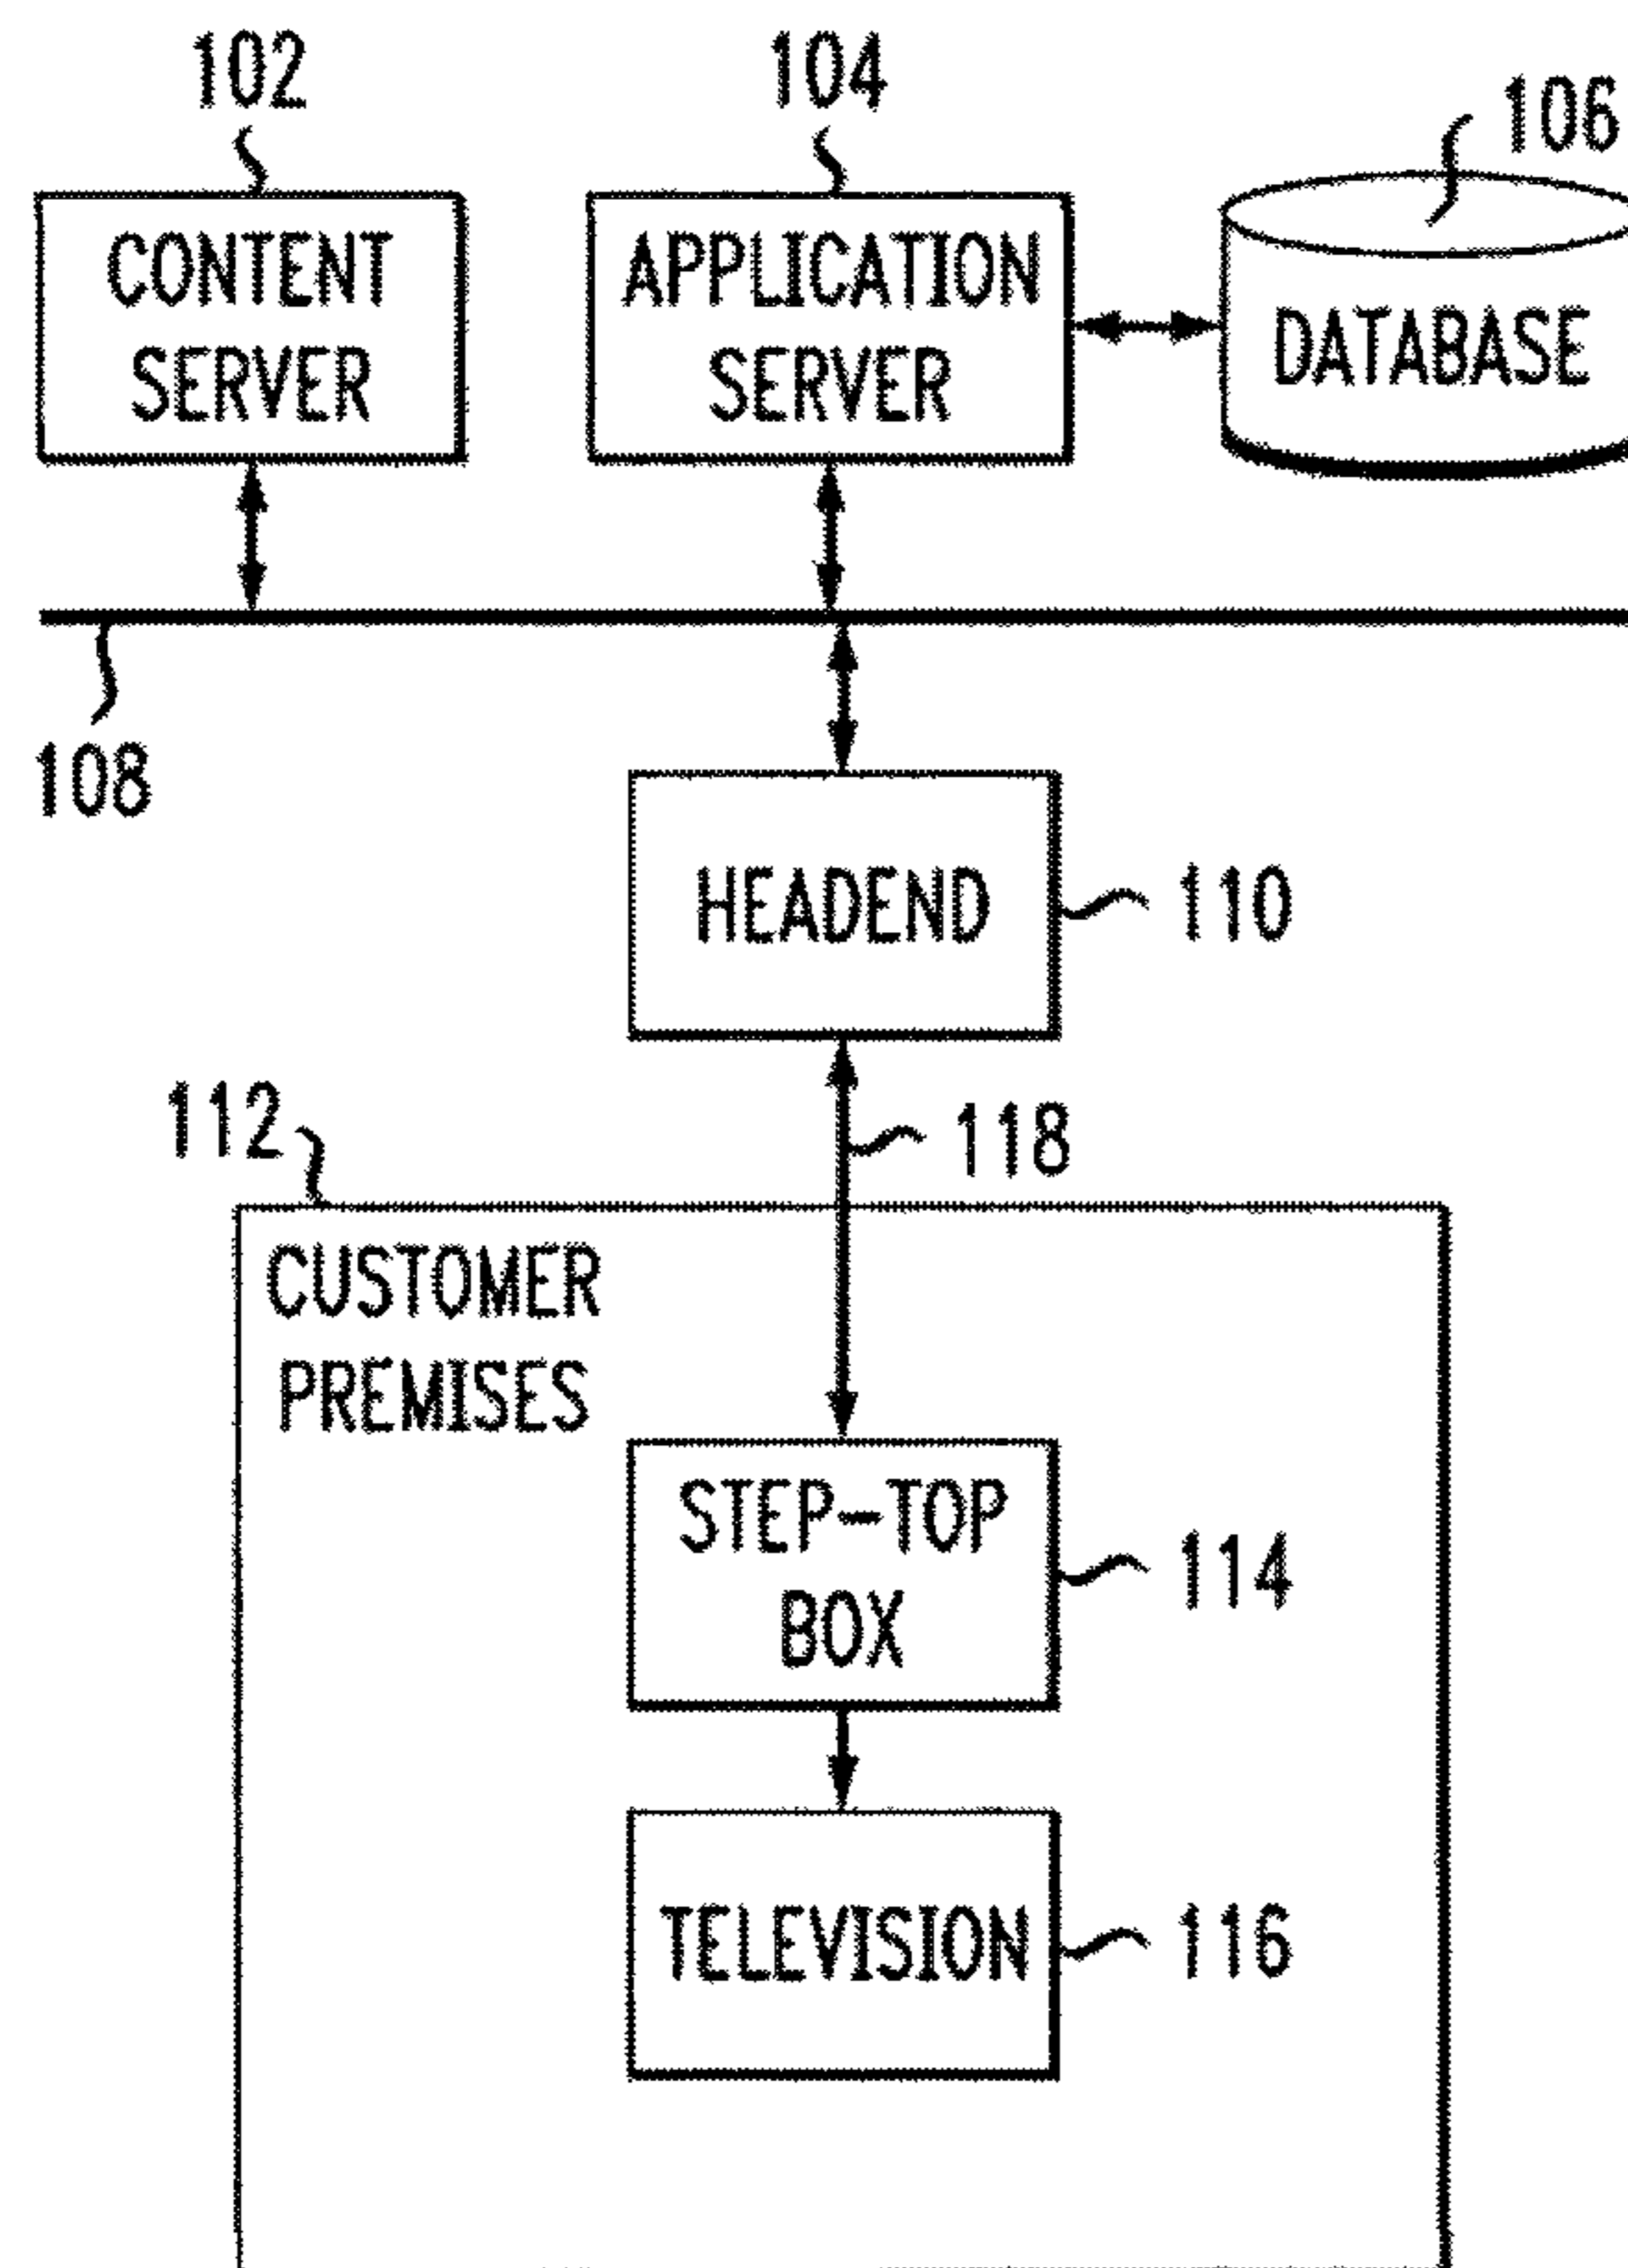 102
104
106
CONTENT
SERVER
APPLICATION
SERVER
DATABASE
108
HEADEND
110
112
118
CUSTOMER
PREMISES
STEP-TOP
BOX
114
TELEVISION
116